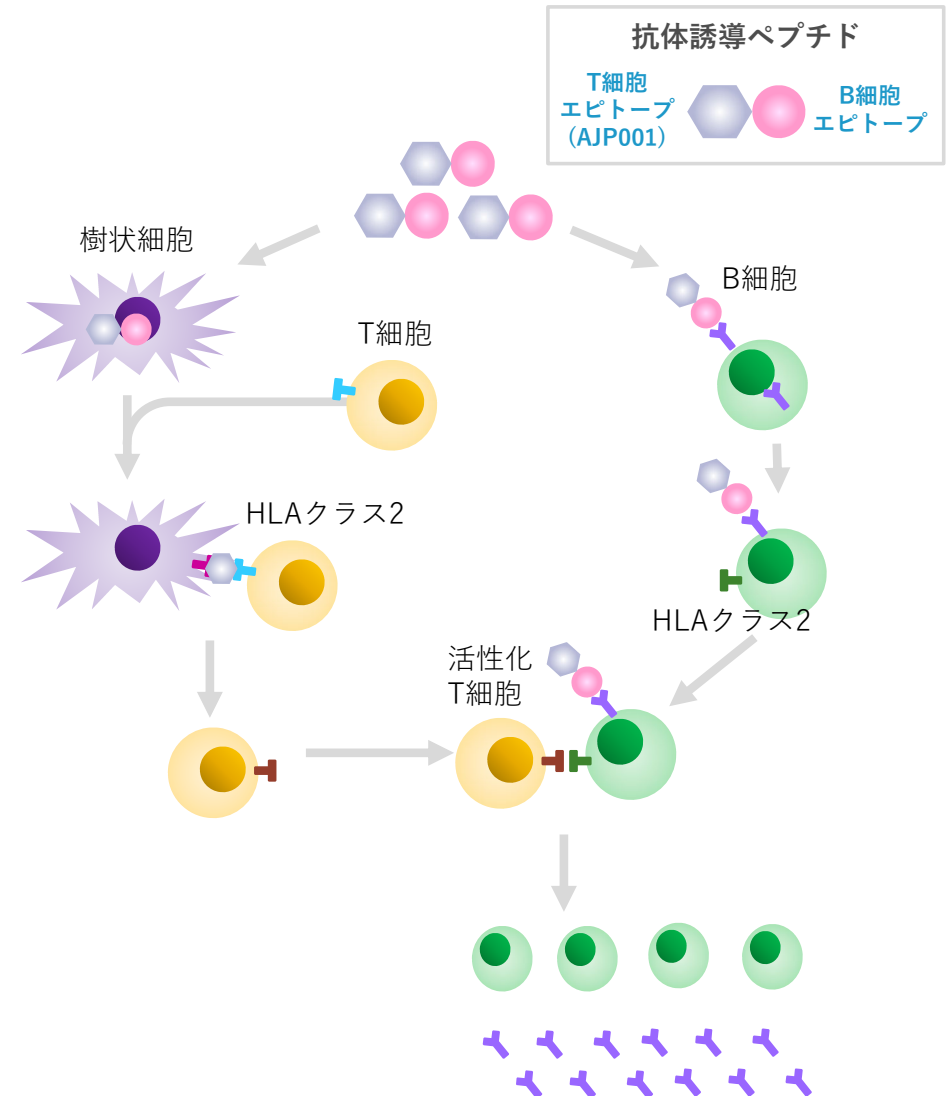 抗体誘導ペプチド
T細胞
エピトープ
(AJP001)
B細胞
エピトープ
樹状細胞
B細胞
T細胞
HLAクラス2
HLAクラス2
活性化
T細胞